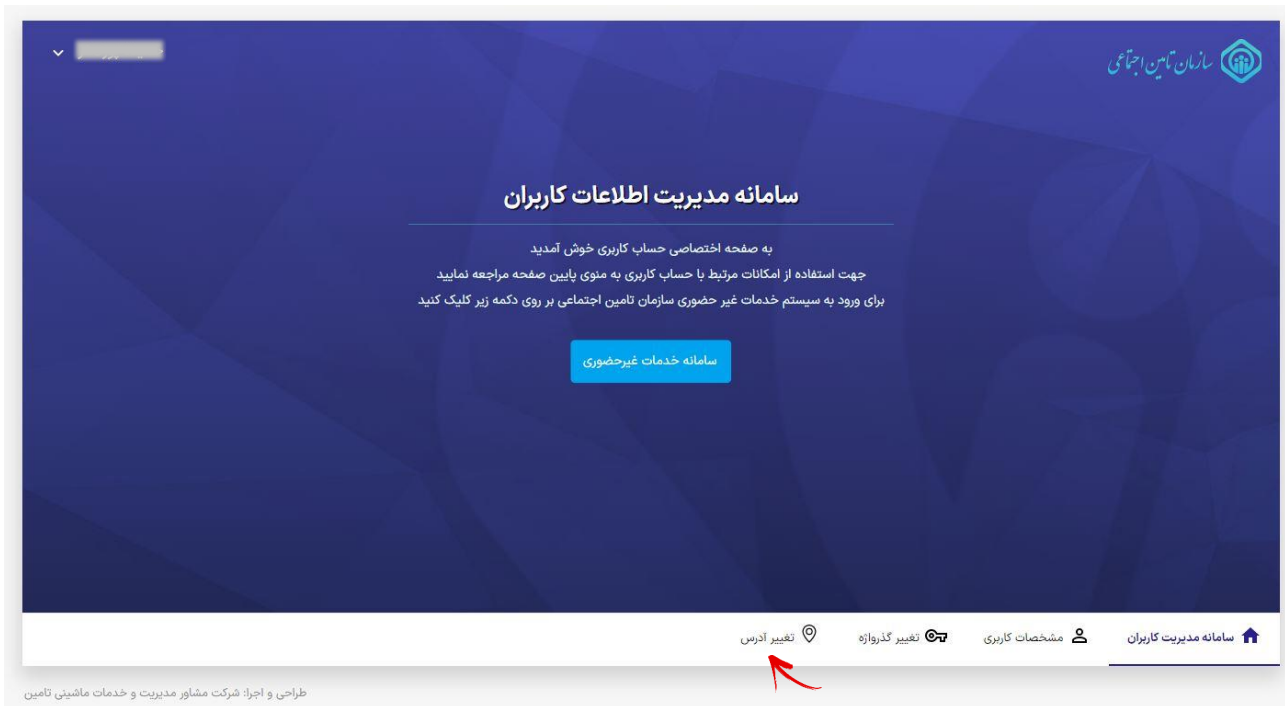 سازمان تامین اجتماعی
سامانه مدیریت اطلاعات کاربران
به صفحه اختصاصی حساب کاربری خوش آمدید
جهت استفاده از امکانات مرتبط با حساب کاربری به منوی پایین صفحه مراجعه نمایید
برای ورود به سیستم خدمات غیر حضوری سازمان تامین اجتماعی بر روی دکمه زیر کلیک کنید
سامانه خدمات غیرحضوری
سامانه مدیریت کاربران
مشخصات کاربری
تغییر گذرواژه
تغییر آدرس
طراحی و اجرا: شرکت مشاور مدیریت و خدمات ماشینی تامین